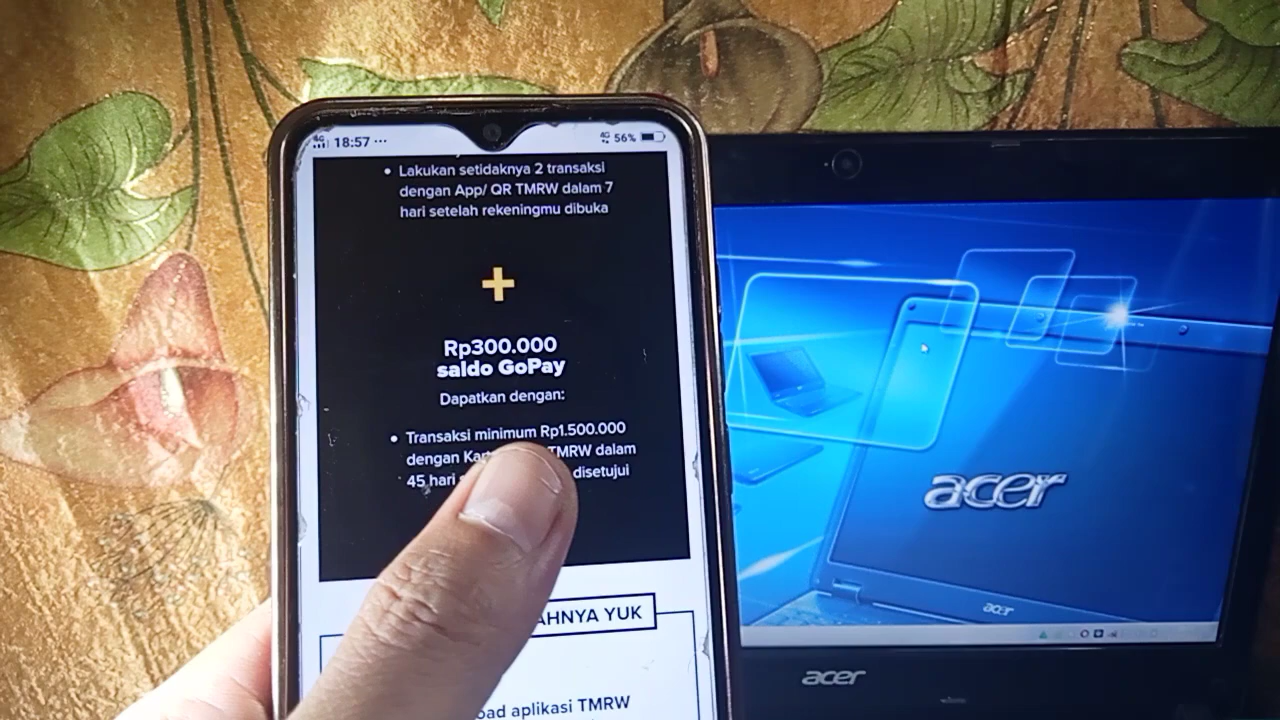 4G 18:57 ... 4G 56%
Lakukan setidaknya 2 transaksi
dengan App/ QR TMRW dalam 7
hari setelah rekeningmu dibuka
+
Rp300.000
saldo GoPay
Dapatkan dengan:
Transaksi minimum Rp1.500.000
dengan TMRW dalam
45 hari disetujui
YUK
aplikasi TMRW
acer
acer
acer